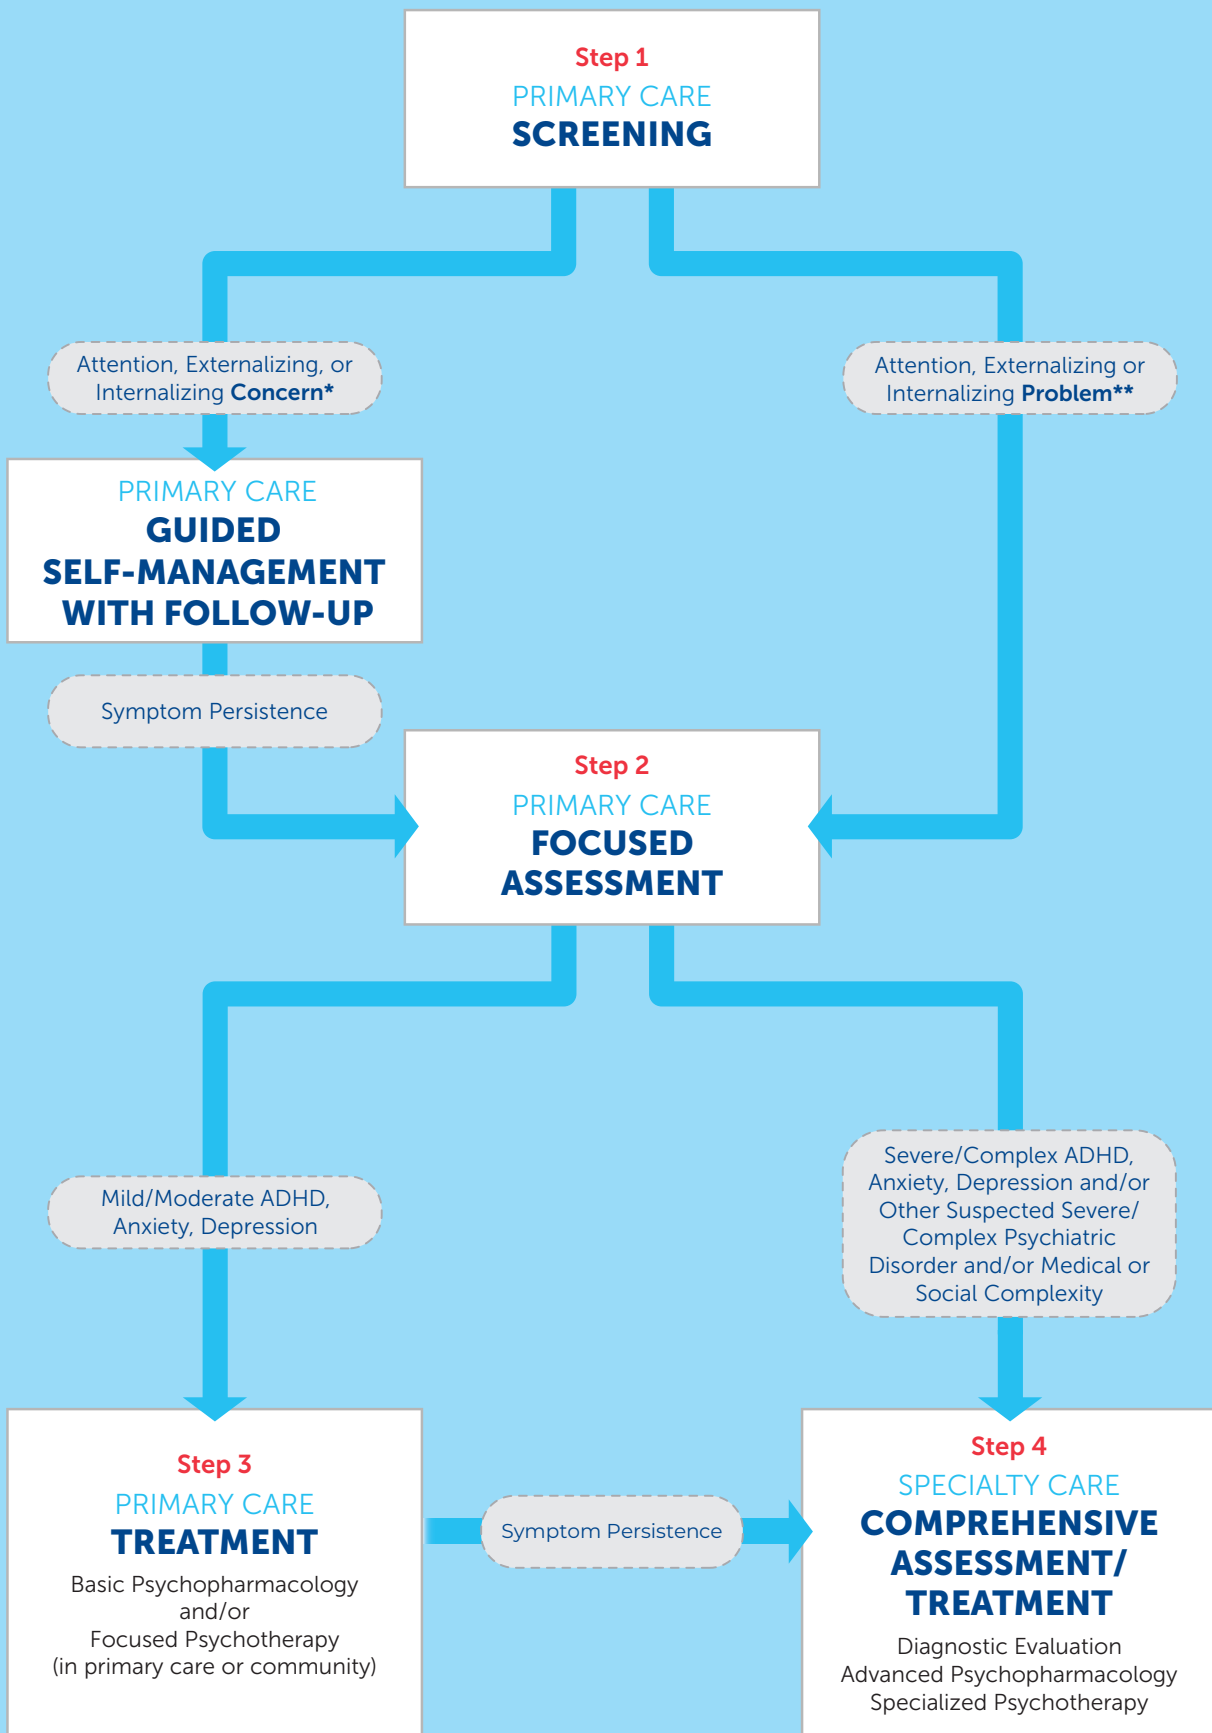 Step 1
PRIMARY CARE
SCREENING
Attention, Externalizing, or
Internalizing Concern*
Attention, Externalizing or
Internalizing Problem**
PRIMARY CARE
GUIDED
SELF-MANAGEMENT
WITH FOLLOW-UP
Symptom Persistence
Step 2
PRIMARY CARE
FOCUSED
ASSESSMENT
Mild/Moderate ADHD,
Anxiety, Depression
Severe/Complex ADHD,
Anxiety, Depression and/or
Other Suspected Severe/
Complex Psychiatric
Disorder and/or Medical or
Social Complexity
Step 3
PRIMARY CARE
TREATMENT
Basic Psychopharmacology
and/or
Focused Psychotherapy
(in primary care or community)
Symptom Persistence
Step 4
SPECIALTY CARE
COMPREHENSIVE
ASSESSMENT/
TREATMENT
Diagnostic Evaluation
Advanced Psychopharmacology
Specialized Psychotherapy